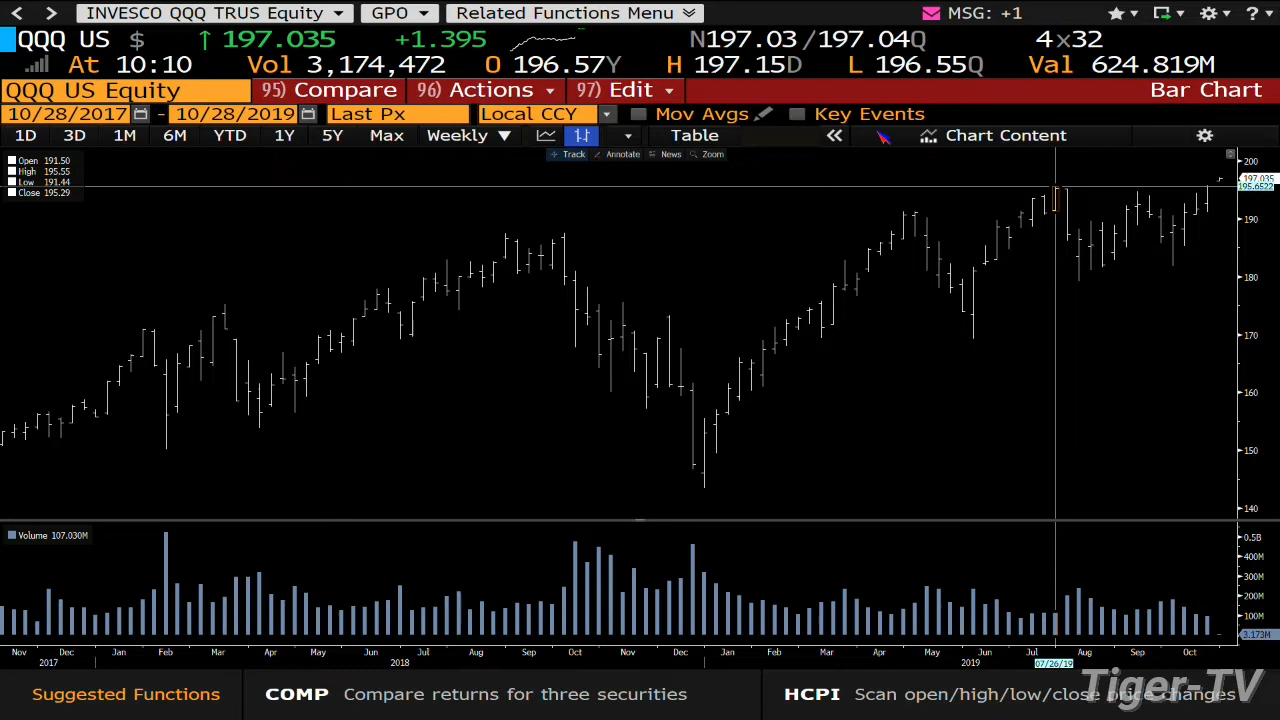 INVESCO QQQ TRUS Equity GPO Related Functions Menu MSG: +1 ?
QQQ US $ ↑ 197.035 +1.395 N197.03 /197.04Q 4x32
At 10:10 Vol 3,174,472 O 196.57Y H 197.15D L 196.55Q Val 624.819M
QQQ US Equity 95) Compare 96) Actions 97) Edit Bar Chart
10/28/2017 - 10/28/2019 Last Px Local CCY Mov Avgs Key Events
1D 3D 1M 6M YTD 1Y 5Y Max Weekly ▼ Table « Chart Content
Track Annotate News Zoom
Open 191.50
High 195.55
Low 191.44
Close 195.29
200
197.035
195.6522
190
180
170
160
150
140
Volume 107.030M
0.5B
400M
300M
200M
100M
3.173M
Nov Dec Jan Feb Mar Apr May Jun Jul Aug Sep Oct Nov Dec Jan Feb Mar Apr May Jun Jul Aug Sep Oct
2017 2018 2019 07/26/19
Suggested Functions COMP Compare returns for three securities HCPI Scan open/high/low/close price changes
Tiger-TV